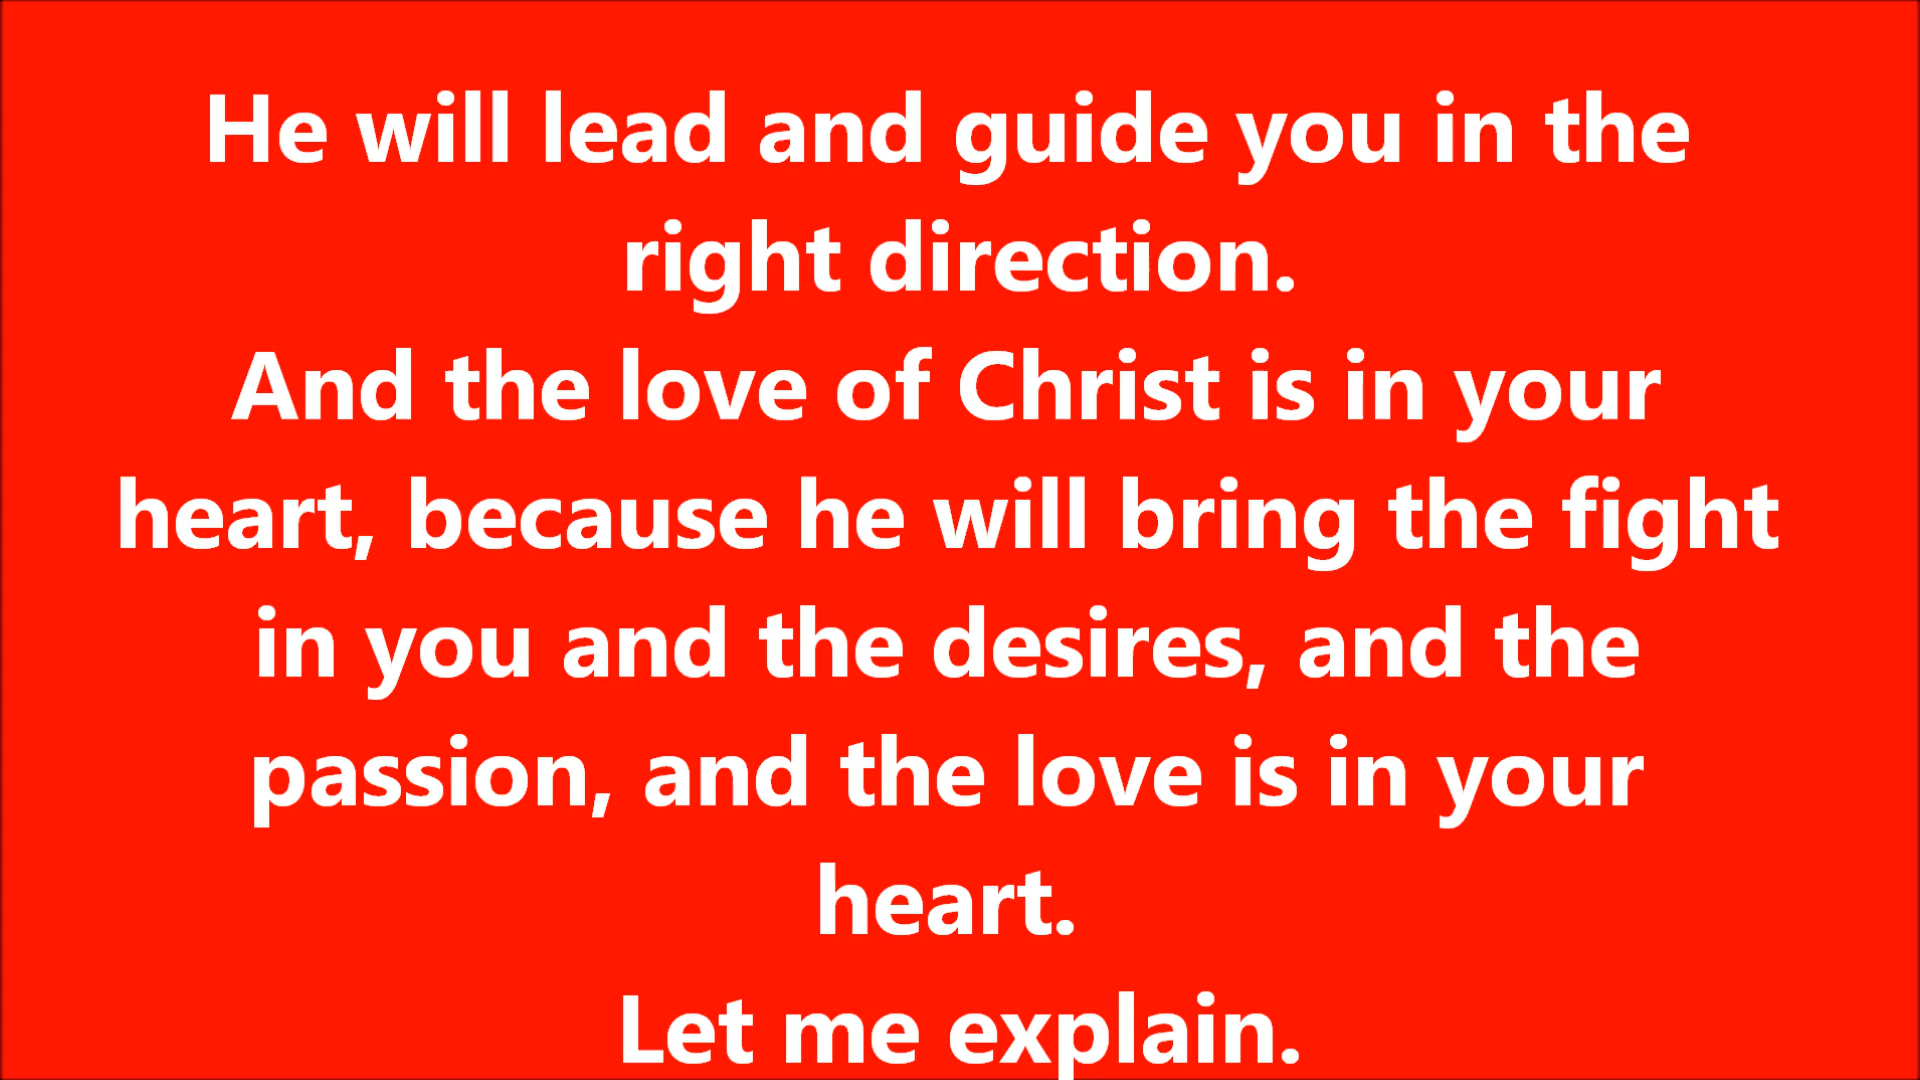 He will lead and guide you in the
right direction.
And the love of Christ is in your
heart, because he will bring the fight
in you and the desires, and the
passion, and the love is in your
heart.
Let me explain.